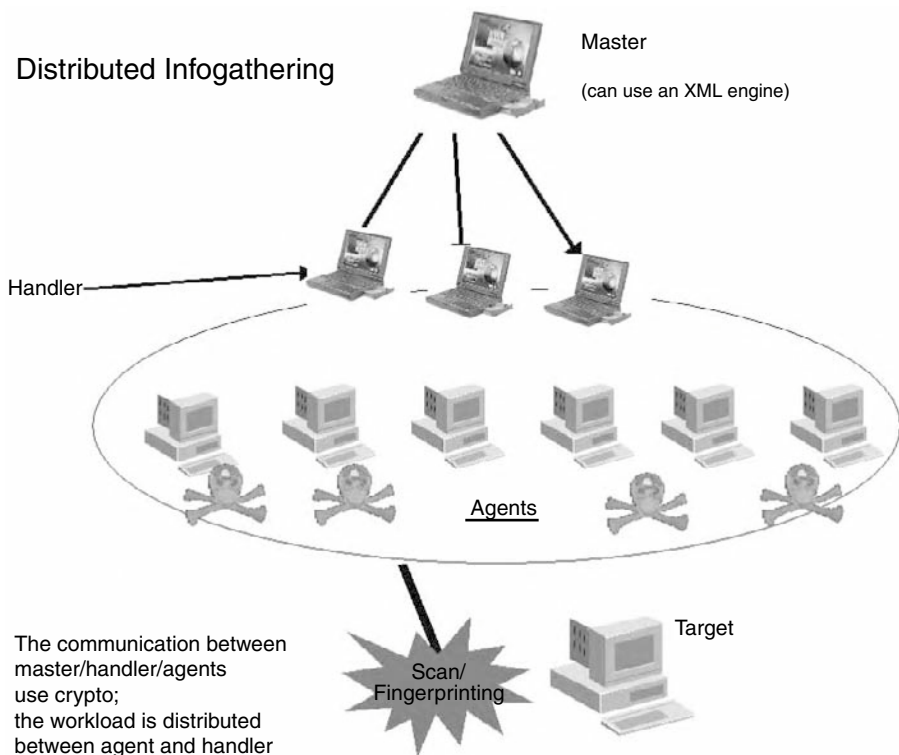 Distributed Infogathering
Master
(can use an XML engine)
Handler
Agents
Scan/
Fingerprinting
Target
The communication between
master/handler/agents
use crypto;
the workload is distributed
between agent and handler